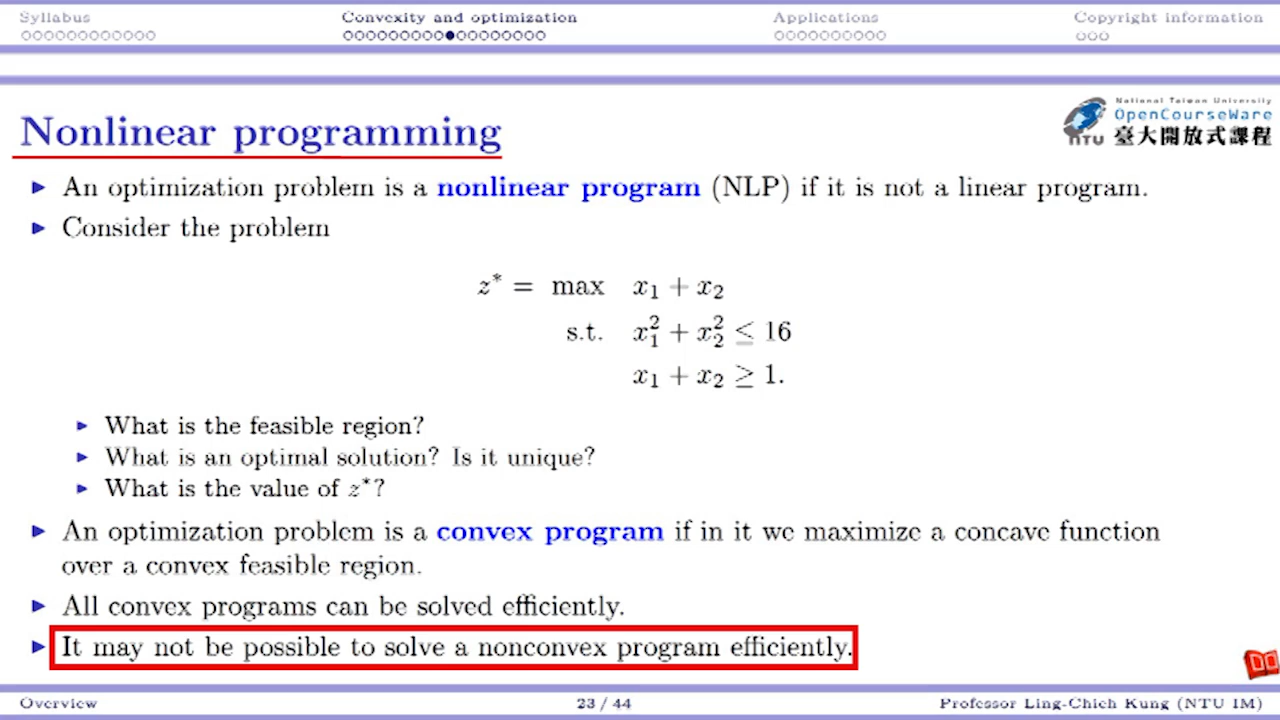 Syllabus Convexity and optimization Applications Copyright information
National Taiwan University
OpenCourseWare
NTU 臺大開放式課程
Nonlinear programming
An optimization problem is a nonlinear program (NLP) if it is not a linear program.
Consider the problem
z* = max x₁ + x₂
s.t. x₁² + x₂² ≤ 16
x₁ + x₂ ≥ 1.
What is the feasible region?
What is an optimal solution? Is it unique?
What is the value of z*?
An optimization problem is a convex program if in it we maximize a concave function
over a convex feasible region.
All convex programs can be solved efficiently.
It may not be possible to solve a nonconvex program efficiently.
Overview 23 / 44 Professor Ling-Chieh Kung (NTU IM)